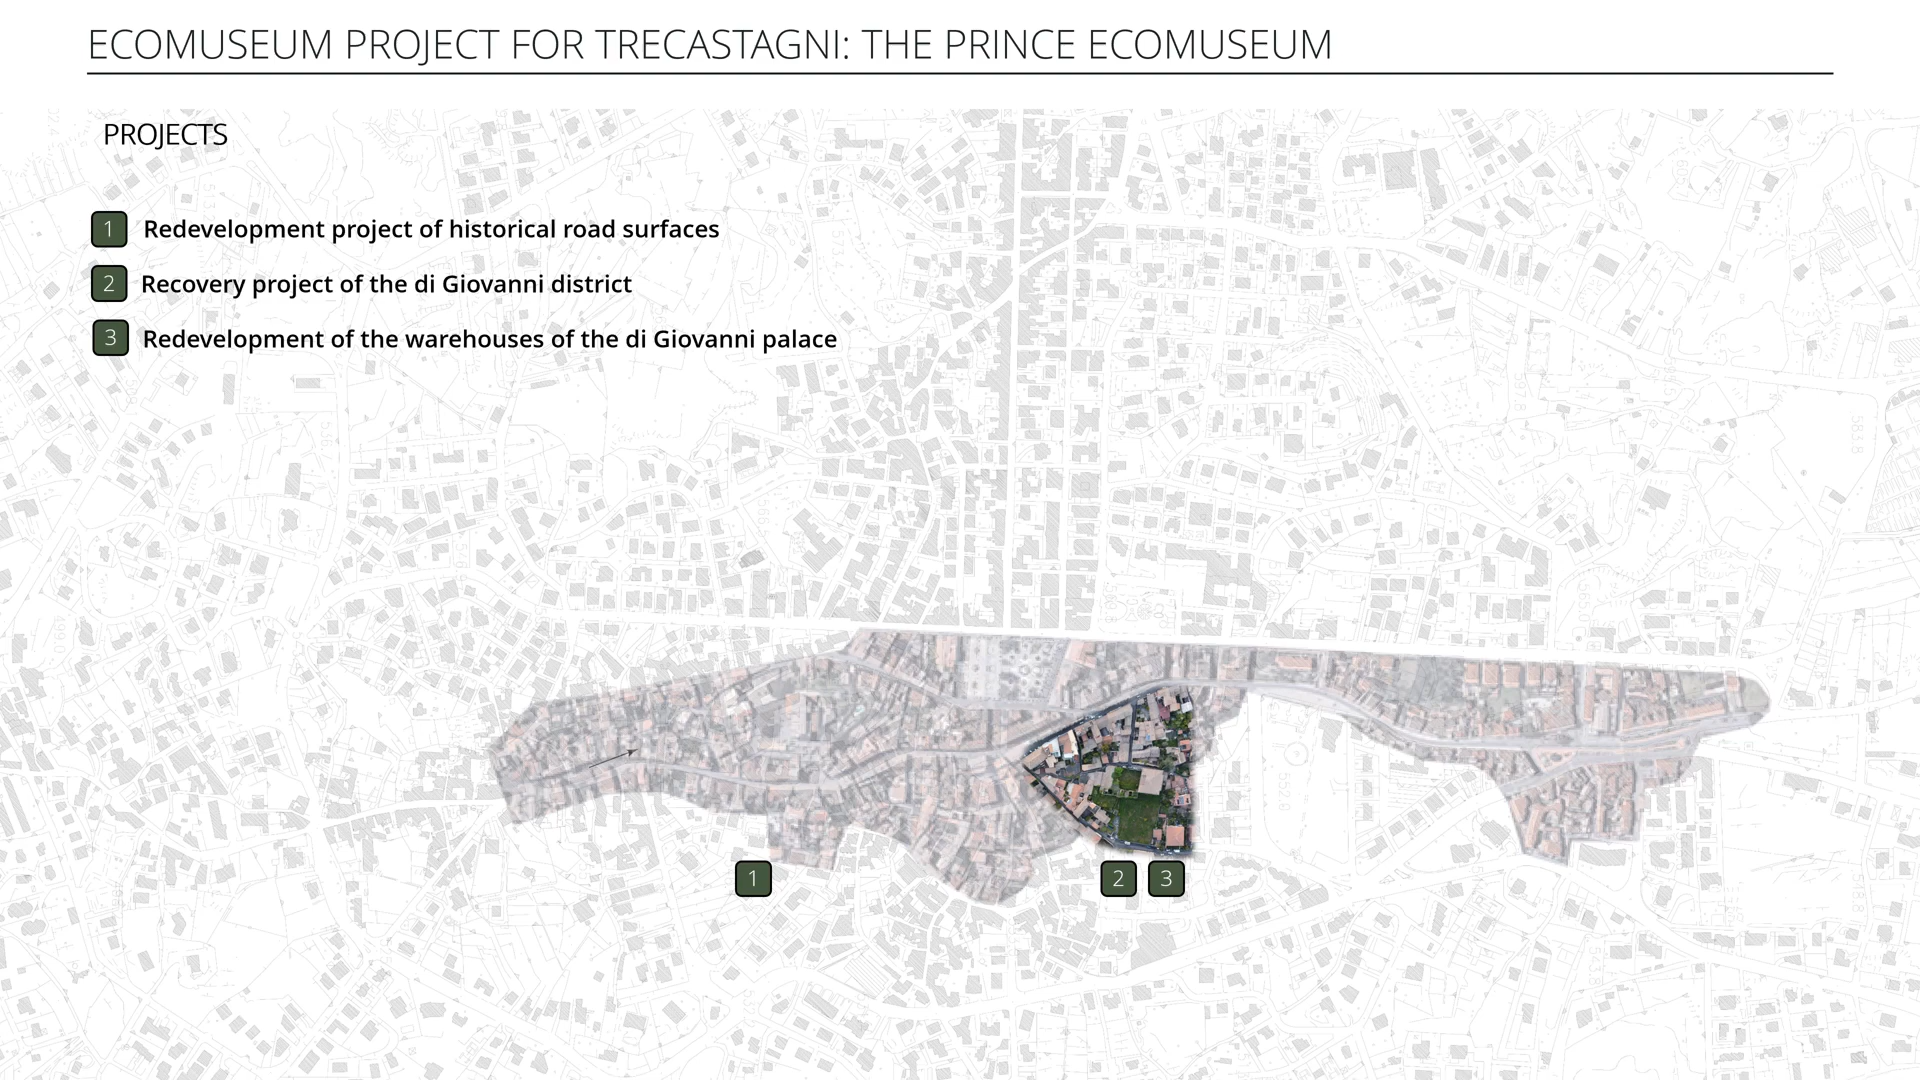 ECOMUSEUM PROJECT FOR TRECASTAGNI: THE PRINCE ECOMUSEUM
PROJECTS
1 Redevelopment project of historical road surfaces
2 Recovery project of the di Giovanni district
3 Redevelopment of the warehouses of the di Giovanni palace
1 2 3